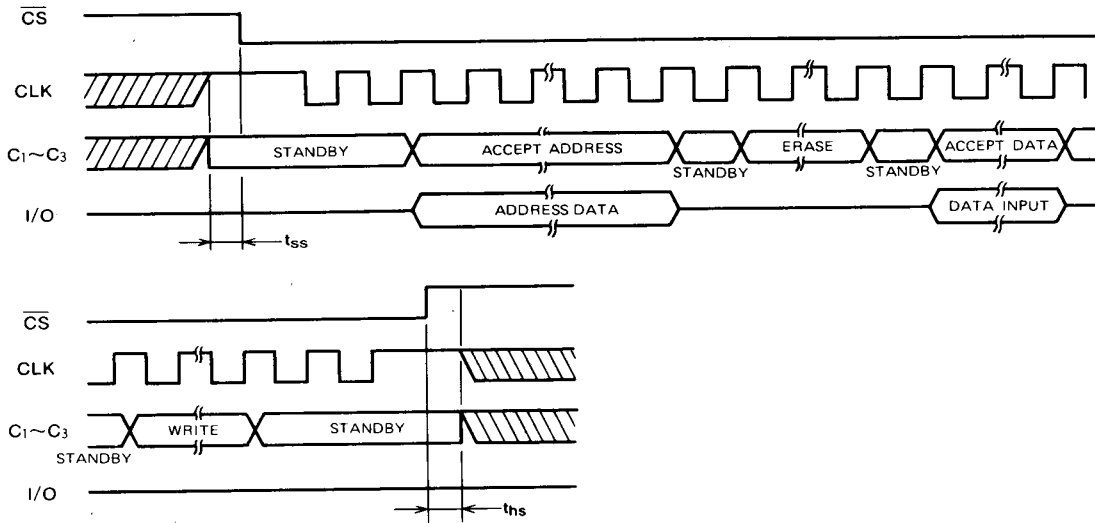 CS
CLK
C₁~C₃ STANDBY ACCEPT ADDRESS STANDBY ERASE STANDBY ACCEPT DATA
I/O ADDRESS DATA DATA INPUT
tss
CS
CLK
C₁~C₃ STANDBY WRITE STANDBY
I/O
ths